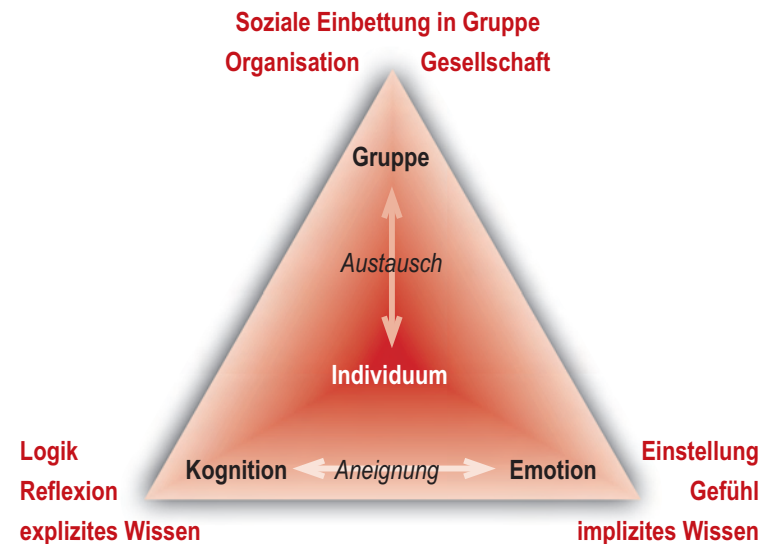 Soziale Einbettung in Gruppe
Organisation Gesellschaft
Gruppe
Austausch
Individuum
Logik
Reflexion
explizites Wissen
Kognition Aneignung Emotion
Einstellung
Gefühl
implizites Wissen